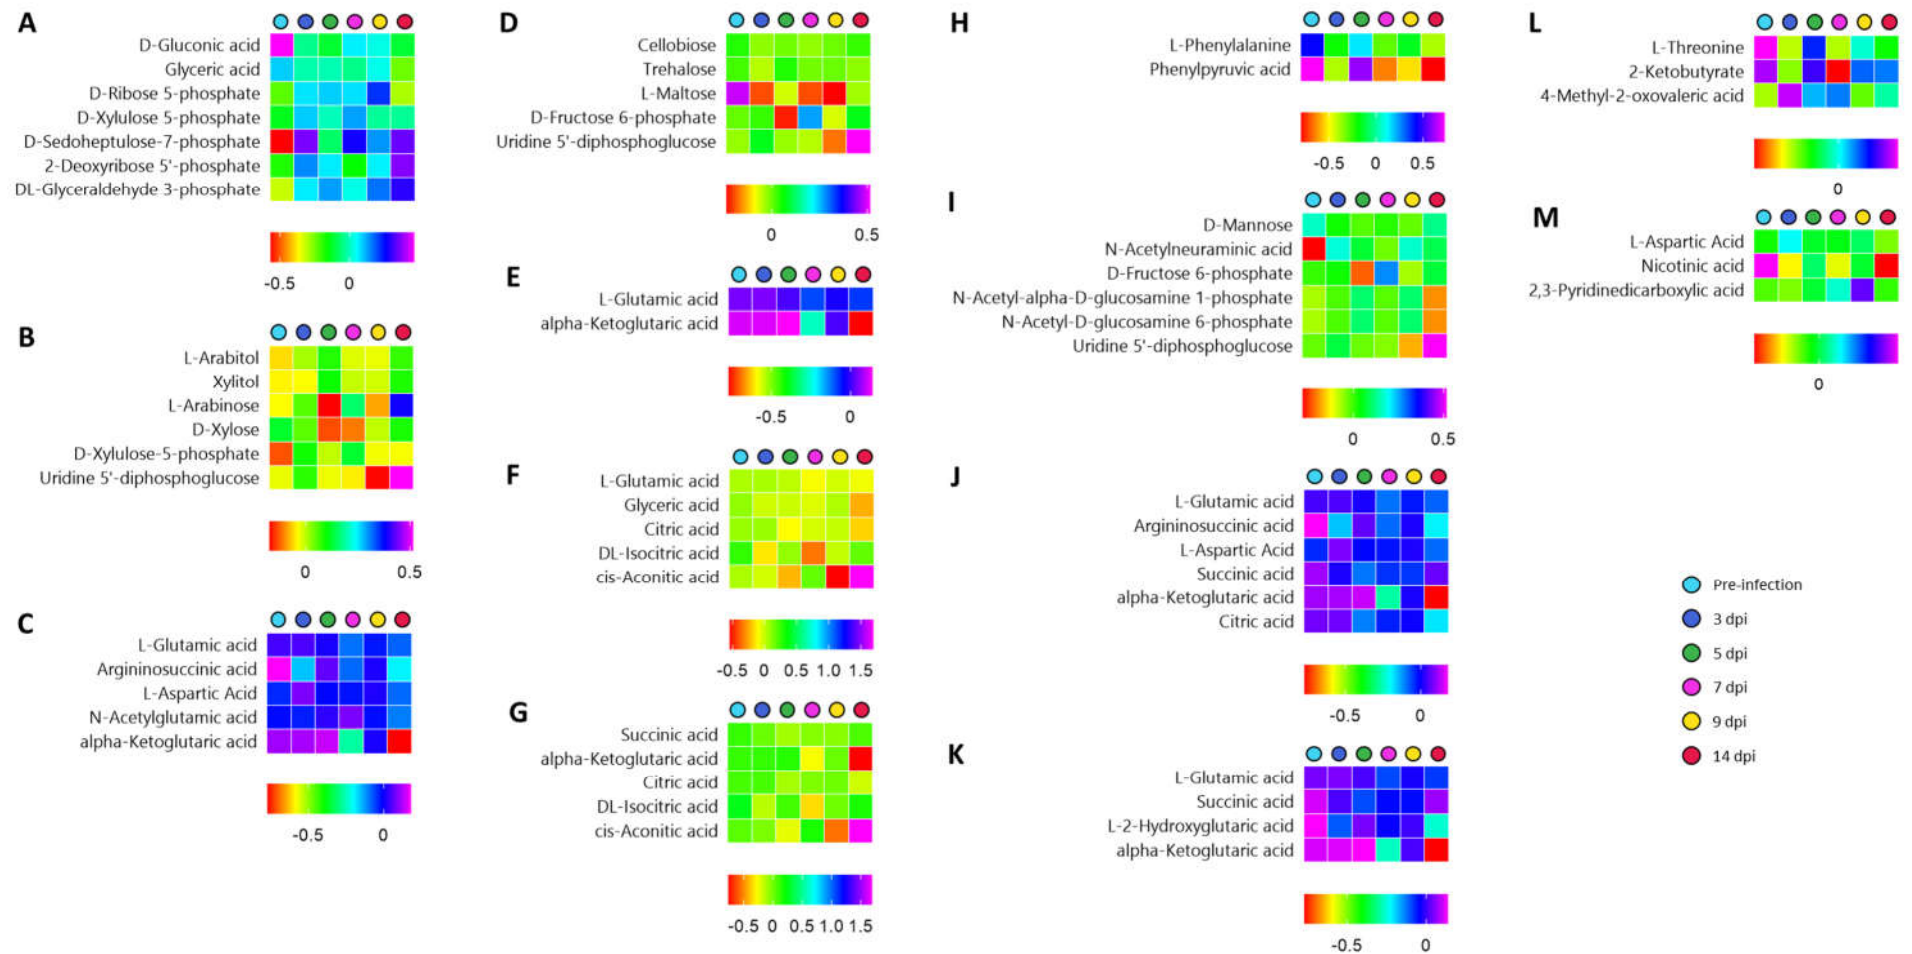 A
D-Gluconic acid
Glyceric acid
D-Ribose 5-phosphate
D-Xylulose 5-phosphate
D-Sedoheptulose-7-phosphate
2-Deoxyribose 5'-phosphate
DL-Glyceraldehyde 3-phosphate
-0.5 0
B
L-Arabitol
Xylitol
L-Arabinose
D-Xylose
D-Xylulose-5-phosphate
Uridine 5'-diphosphoglucose
0 0.5
C
L-Glutamic acid
Argininosuccinic acid
L-Aspartic Acid
N-Acetylglutamic acid
alpha-Ketoglutaric acid
-0.5 0
D
Cellobiose
Trehalose
L-Maltose
D-Fructose 6-phosphate
Uridine 5'-diphosphoglucose
0 0.5
E
L-Glutamic acid
alpha-Ketoglutaric acid
-0.5 0
F
L-Glutamic acid
Glyceric acid
Citric acid
DL-Isocitric acid
cis-Aconitic acid
-0.5 0 0.5 1.0 1.5
G
Succinic acid
alpha-Ketoglutaric acid
Citric acid
DL-Isocitric acid
cis-Aconitic acid
-0.5 0 0.5 1.0 1.5
H
L-Phenylalanine
Phenylpyruvic acid
-0.5 0 0.5
I
D-Mannose
N-Acetylneuraminic acid
D-Fructose 6-phosphate
N-Acetyl-alpha-D-glucosamine 1-phosphate
N-Acetyl-D-glucosamine 6-phosphate
Uridine 5'-diphosphoglucose
0 0.5
J
L-Glutamic acid
Argininosuccinic acid
L-Aspartic Acid
Succinic acid
alpha-Ketoglutaric acid
Citric acid
-0.5 0
K
L-Glutamic acid
Succinic acid
L-2-Hydroxyglutaric acid
alpha-Ketoglutaric acid
-0.5 0
L
L-Threonine
2-Ketobutyrate
4-Methyl-2-oxovaleric acid
0
M
L-Aspartic Acid
Nicotinic acid
2,3-Pyridinedicarboxylic acid
0
Pre-infection
3 dpi
5 dpi
7 dpi
9 dpi
14 dpi